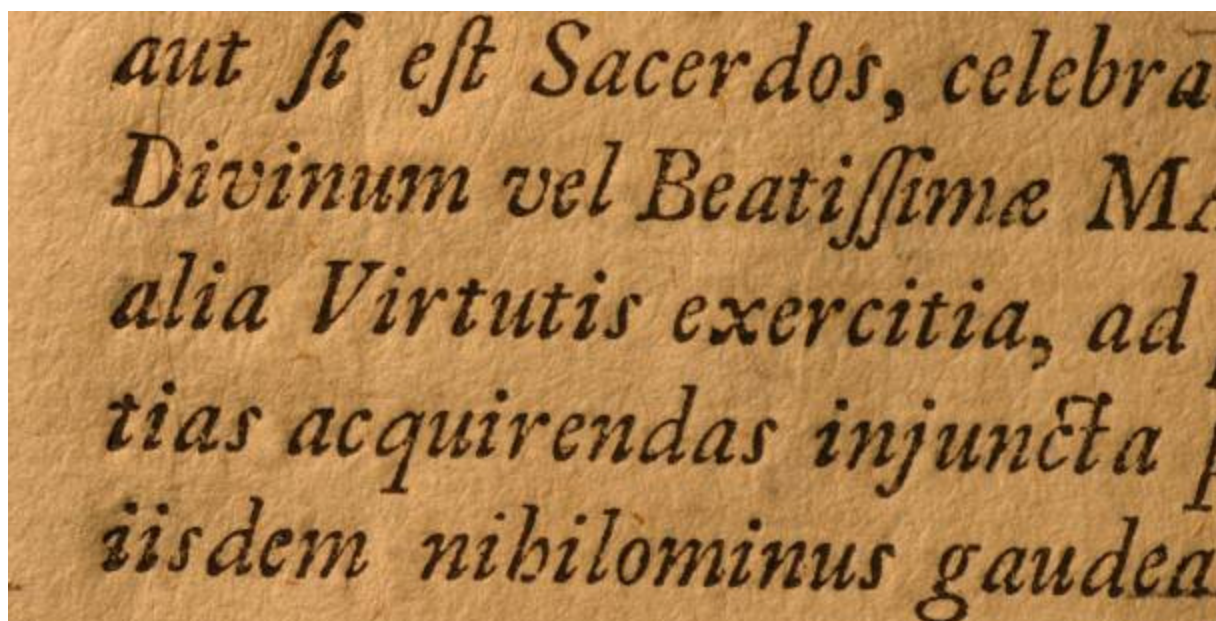 aut ſi eſt Sacerdos, celebra
Divinum vel Beatiſſimæ MA
alia Virtutis exercitia, ad
tias acquirendas injuncta
iisdem nihilominus gaudea